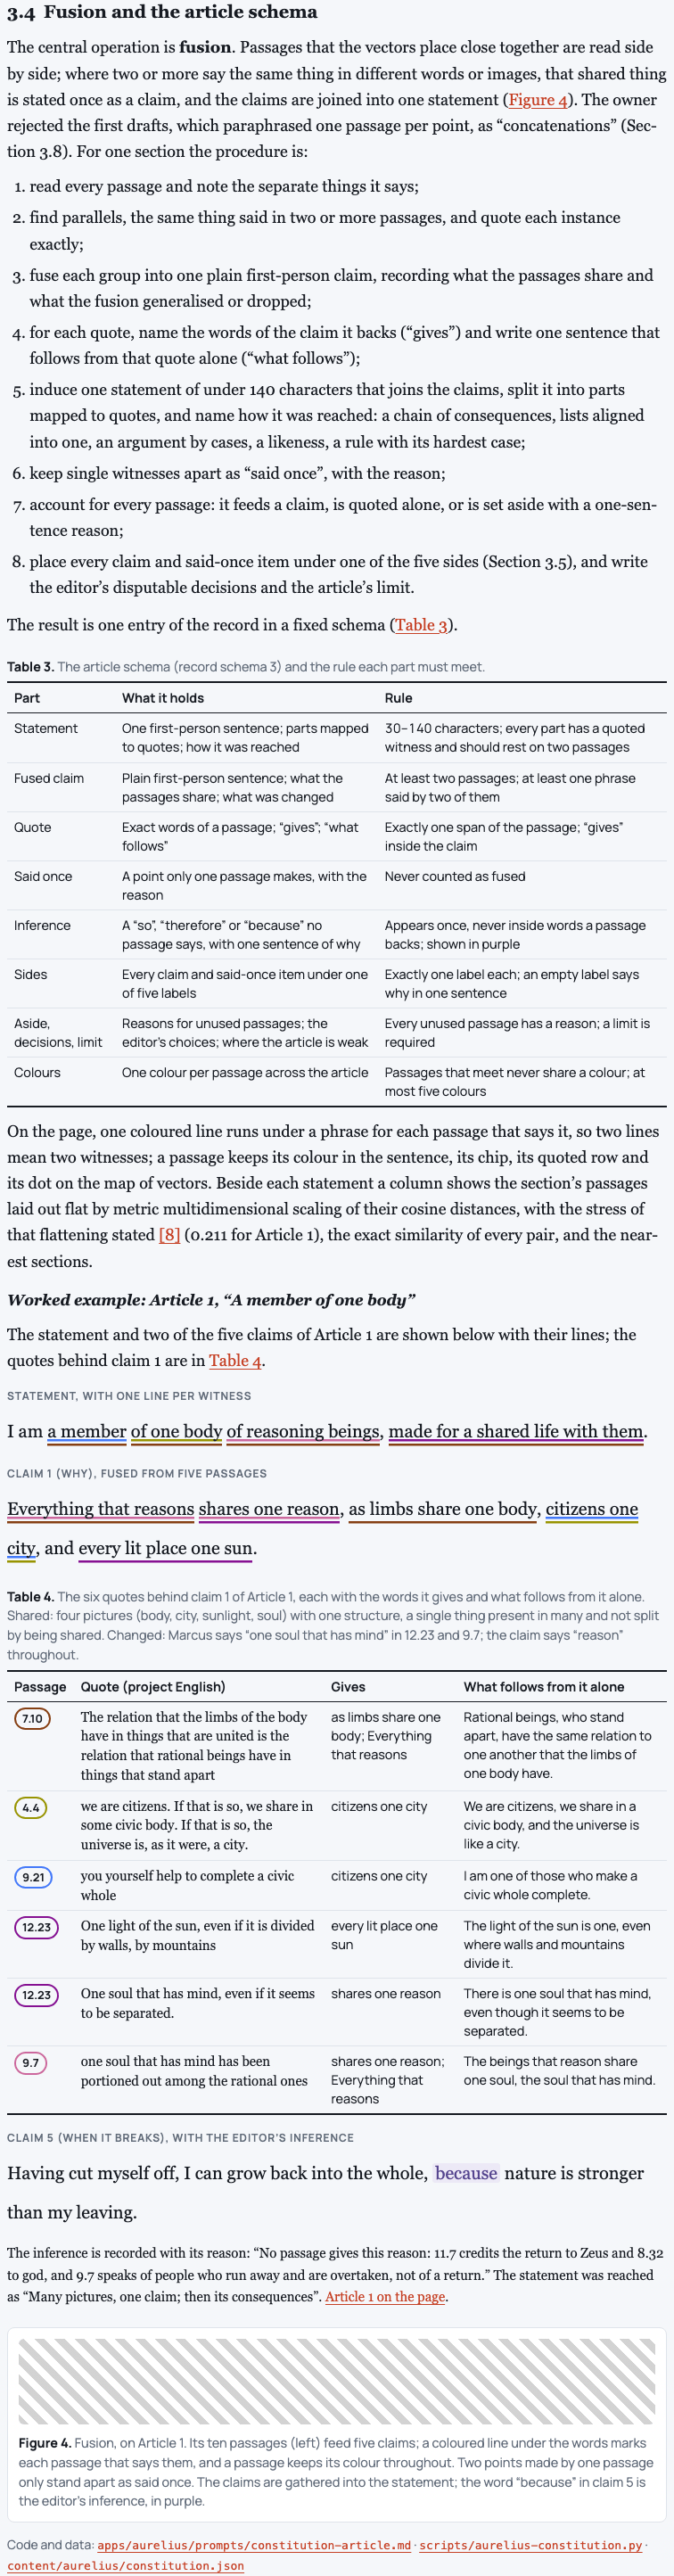 3.4 Fusion and the article schema
The central operation is fusion. Passages that the vectors place close together are read side
by side; where two or more say the same thing in different words or images, that shared thing
is stated once as a claim, and the claims are joined into one statement (Figure 4). The owner
rejected the first drafts, which paraphrased one passage per point, as “concatenations” (Sec-
tion 3.8). For one section the procedure is:
1. read every passage and note the separate things it says;
2. find parallels, the same thing said in two or more passages, and quote each instance
exactly;
3. fuse each group into one plain first-person claim, recording what the passages share and
what the fusion generalised or dropped;
4. for each quote, name the words of the claim it backs (“gives”) and write one sentence that
follows from that quote alone (“what follows”);
5. induce one statement of under 140 characters that joins the claims, split it into parts
mapped to quotes, and name how it was reached: a chain of consequences, lists aligned
into one, an argument by cases, a likeness, a rule with its hardest case;
6. keep single witnesses apart as “said once”, with the reason;
7. account for every passage: it feeds a claim, is quoted alone, or is set aside with a one-sen-
tence reason;
8. place every claim and said-once item under one of the five sides (Section 3.5), and write
the editor’s disputable decisions and the article’s limit.
The result is one entry of the record in a fixed schema (Table 3).
Table 3. The article schema (record schema 3) and the rule each part must meet.
Part What it holds Rule
Statement One first-person sentence; parts mapped 30–140 characters; every part has a quoted
to quotes; how it was reached witness and should rest on two passages
Fused claim Plain first-person sentence; what the At least two passages; at least one phrase
passages share; what was changed said by two of them
Quote Exact words of a passage; “gives”; “what Exactly one span of the passage; “gives”
follows” inside the claim
Said once A point only one passage makes, with the Never counted as fused
reason
Inference A “so”, “therefore” or “because” no Appears once, never inside words a passage
passage says, with one sentence of why backs; shown in purple
Sides Every claim and said-once item under one Exactly one label each; an empty label says
of five labels why in one sentence
Aside, Reasons for unused passages; the Every unused passage has a reason; a limit is
decisions, limit editor’s choices; where the article is weak required
Colours One colour per passage across the article Passages that meet never share a colour; at
most five colours
On the page, one coloured line runs under a phrase for each passage that says it, so two lines
mean two witnesses; a passage keeps its colour in the sentence, its chip, its quoted row and
its dot on the map of vectors. Beside each statement a column shows the section’s passages
laid out flat by metric multidimensional scaling of their cosine distances, with the stress of
that flattening stated [8] (0.211 for Article 1), the exact similarity of every pair, and the near-
est sections.
Worked example: Article 1, “A member of one body”
The statement and two of the five claims of Article 1 are shown below with their lines; the
quotes behind claim 1 are in Table 4.
STATEMENT, WITH ONE LINE PER WITNESS
I am a member of one body of reasoning beings, made for a shared life with them.
CLAIM 1 (WHY), FUSED FROM FIVE PASSAGES
Everything that reasons shares one reason, as limbs share one body, citizens one
city, and every lit place one sun.
Table 4. The six quotes behind claim 1 of Article 1, each with the words it gives and what follows from it alone.
Shared: four pictures (body, city, sunlight, soul) with one structure, a single thing present in many and not split
by being shared. Changed: Marcus says “one soul that has mind” in 12.23 and 9.7; the claim says “reason”
throughout.
Passage Quote (project English) Gives What follows from it alone
7.10 The relation that the limbs of the body as limbs share one Rational beings, who stand
have in things that are united is the body; Everything apart, have the same relation to
relation that rational beings have in that reasons one another that the limbs of
things that stand apart one body have.
4.4 we are citizens. If that is so, we share in citizens one city We are citizens, we share in a
some civic body. If that is so, the civic body, and the universe is
universe is, as it were, a city. like a city.
9.21 you yourself help to complete a civic citizens one city I am one of those who make a
whole civic whole complete.
12.23 One light of the sun, even if it is divided every lit place one The light of the sun is one, even
by walls, by mountains sun where walls and mountains
divide it.
12.23 One soul that has mind, even if it seems shares one reason There is one soul that has mind,
to be separated. even though it seems to be
separated.
9.7 one soul that has mind has been shares one reason; The beings that reason share
portioned out among the rational ones Everything that one soul, the soul that has mind.
reasons
CLAIM 5 (WHEN IT BREAKS), WITH THE EDITOR’S INFERENCE
Having cut myself off, I can grow back into the whole, because nature is stronger
than my leaving.
The inference is recorded with its reason: “No passage gives this reason: 11.7 credits the return to Zeus and 8.32
to god, and 9.7 speaks of people who run away and are overtaken, not of a return.” The statement was reached
as “Many pictures, one claim; then its consequences”. Article 1 on the page.
Figure 4. Fusion, on Article 1. Its ten passages (left) feed five claims; a coloured line under the words marks
each passage that says them, and a passage keeps its colour throughout. Two points made by one passage
only stand apart as said once. The claims are gathered into the statement; the word “because” in claim 5 is
the editor’s inference, in purple.
Code and data: apps/aurelius/prompts/constitution-article.md · scripts/aurelius-constitution.py ·
content/aurelius/constitution.json